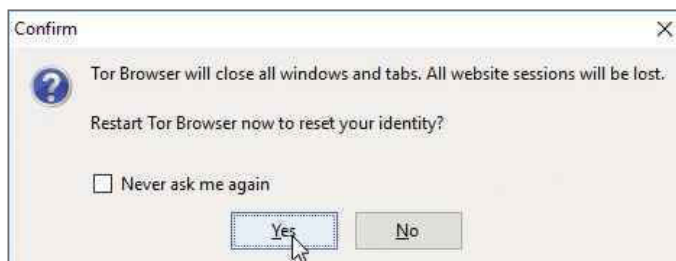 Confirm
Tor Browser will close all windows and tabs. All website sessions will be lost.
Restart Tor Browser now to reset your identity?
Never ask me again
Yes
No